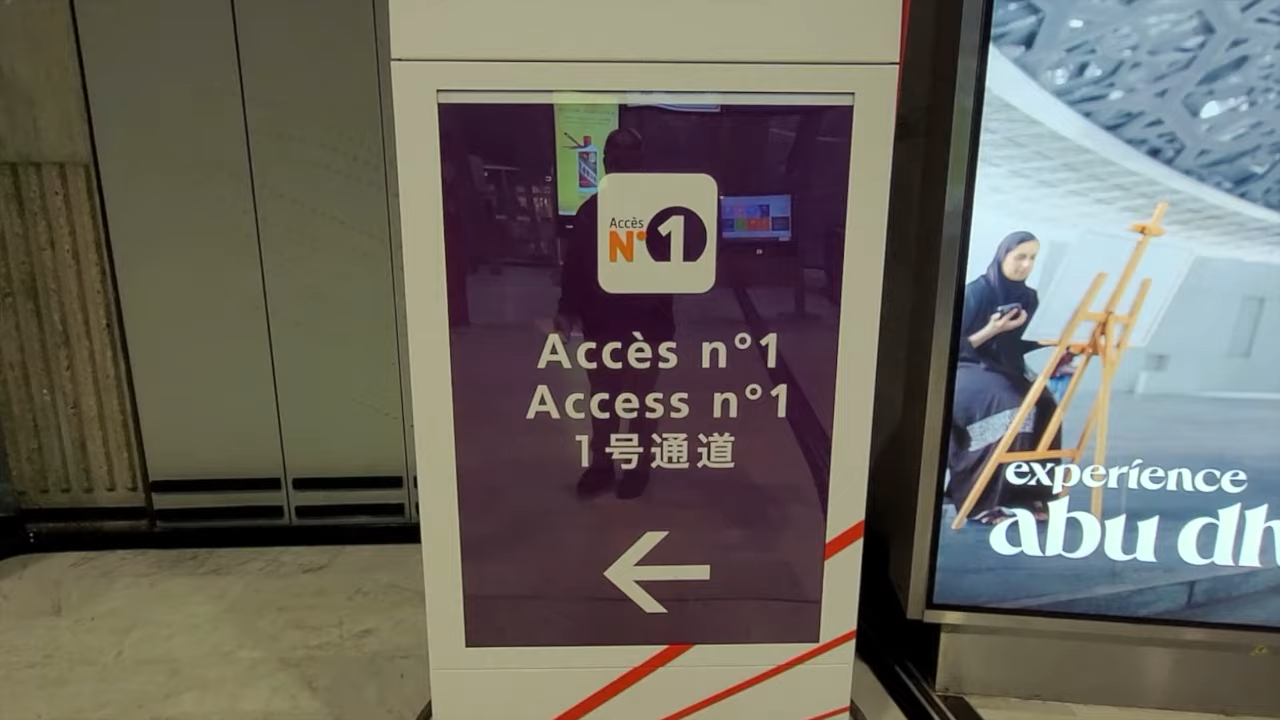 Accès
N°1
Accès n°1
Access n°1
1号通道
experience
abu dh